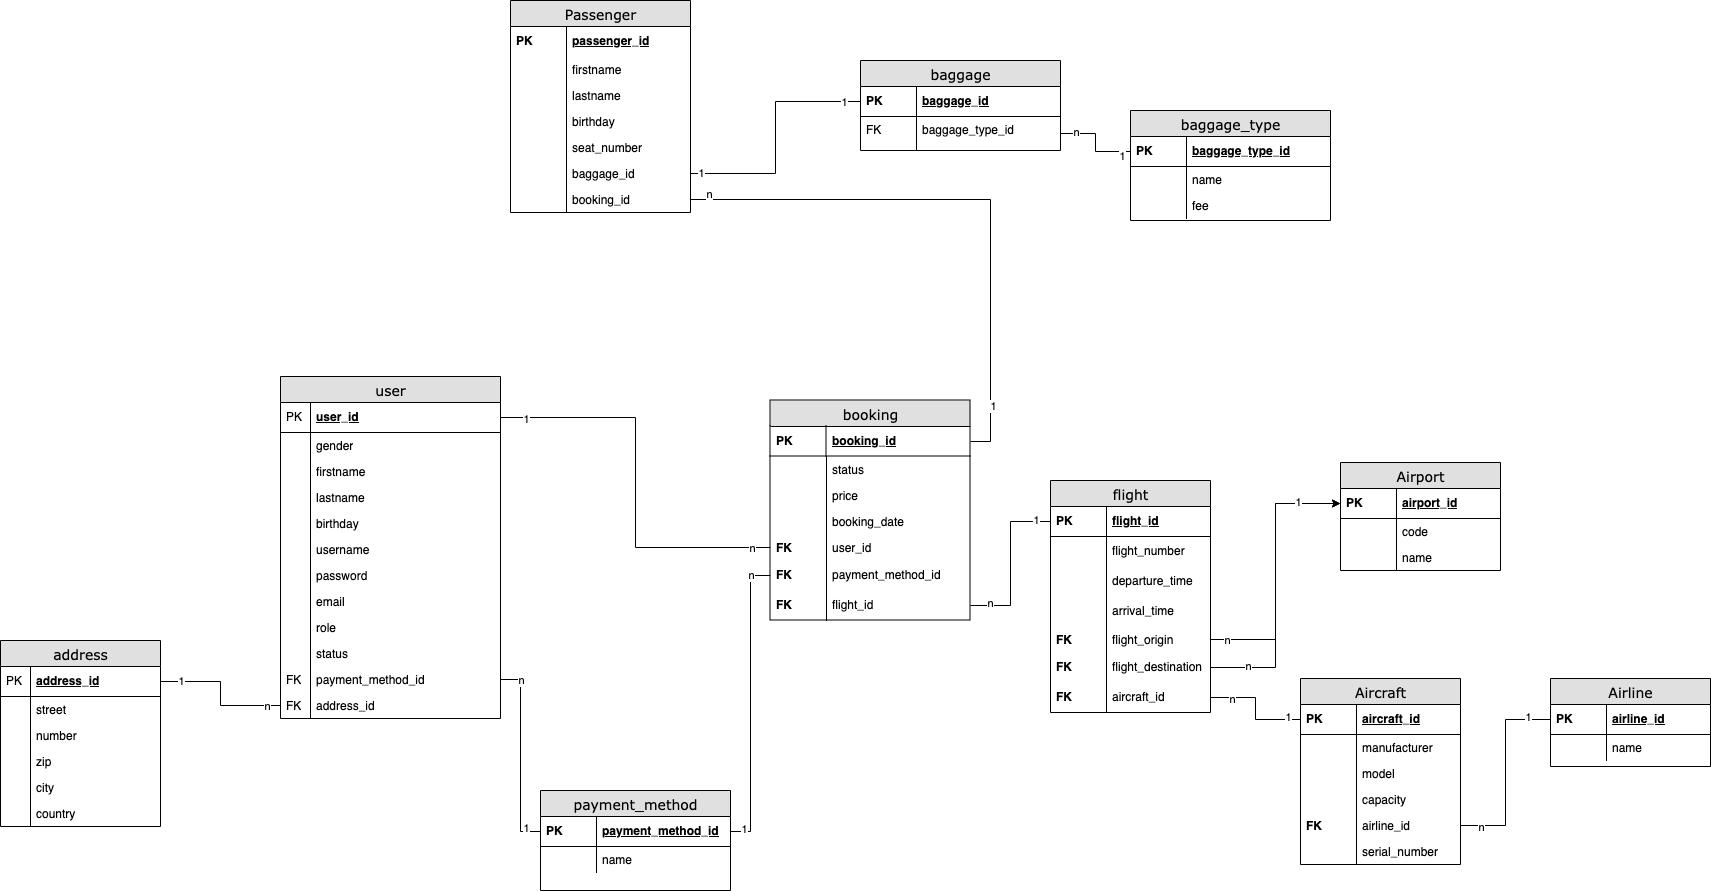 Passenger
PK passenger_id
firstname
lastname
birthday
seat_number
baggage_id
booking_id
1
n
1
baggage
PK baggage_id
FK baggage_type_id
n
1
baggage_type
PK baggage_type_id
name
fee
user
PK user_id
gender
firstname
lastname
birthday
username
password
email
role
status
FK payment_method_id
FK address_id
1
n
n
1
address
PK address_id
street
number
zip
city
country
1
payment_method
PK payment_method_id
name
1
n
n
1
booking
PK booking_id
status
price
booking_date
FK user_id
FK payment_method_id
FK flight_id
n
1
flight
PK flight_id
flight_number
departure_time
arrival_time
FK flight_origin
FK flight_destination
FK aircraft_id
n
n
n
1
Airport
PK airport_id
code
name
1
Aircraft
PK aircraft_id
manufacturer
model
capacity
FK airline_id
serial_number
n
1
Airline
PK airline_id
name